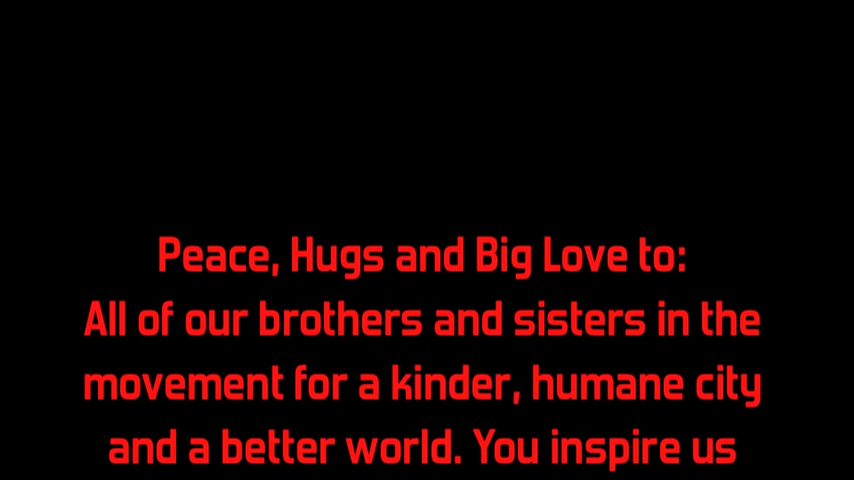 Peace, Hugs and Big Love to:
All of our brothers and sisters in the
movement for a kinder, humane city
and a better world. You inspire us